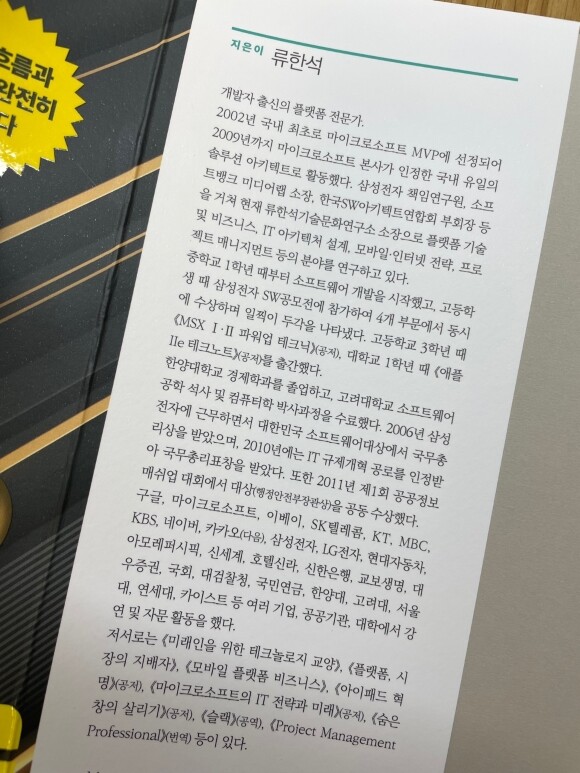 흐름과
완전히
다
지은이 류한석
개발자 출신의 플랫폼 전문가.
2002년 국내 최초로 마이크로소프트 MVP에 선정되어
2009년까지 마이크로소프트 본사가 인정한 국내 유일의
솔루션 아키텍트로 활동했다. 삼성전자 책임연구원, 소프
트뱅크 미디어랩 소장, 한국SW아키텍트연합회 부회장 등
을 거쳐 현재 류한석기술문화연구소 소장으로 플랫폼 기술
및 비즈니스, IT 아키텍처 설계, 모바일·인터넷 전략, 프로
젝트 매니지먼트 등의 분야를 연구하고 있다.
중학교 1학년 때부터 소프트웨어 개발을 시작했고, 고등학
생 때 삼성전자 SW공모전에 참가하여 4개 부문에서 동시
에 수상하며 일찍이 두각을 나타냈다. 고등학교 3학년 때
《MSX Ⅰ·Ⅱ 파워업 테크닉》(공저), 대학교 1학년 때 《애플
IIe 테크노트》(공저)를 출간했다.
한양대학교 경제학과를 졸업하고, 고려대학교 소프트웨어
공학 석사 및 컴퓨터학 박사과정을 수료했다. 2006년 삼성
전자에 근무하면서 대한민국 소프트웨어대상에서 국무총
리상을 받았으며, 2010년에는 IT 규제개혁 공로를 인정받
아 국무총리표창을 받았다. 또한 2011년 제1회 공공정보
매쉬업 대회에서 대상(행정안전부장관상)을 공동 수상했다.
구글, 마이크로소프트, 이베이, SK텔레콤, KT, MBC,
KBS, 네이버, 카카오(다음), 삼성전자, LG전자, 현대자동차,
아모레퍼시픽, 신세계, 호텔신라, 신한은행, 교보생명, 대
우증권, 국회, 대검찰청, 국민연금, 한양대, 고려대, 서울
대, 연세대, 카이스트 등 여러 기업, 공공기관, 대학에서 강
연 및 자문 활동을 했다.
저서로는 《미래인을 위한 테크놀로지 교양》, 《플랫폼, 시
장의 지배자》, 《모바일 플랫폼 비즈니스》, 《아이패드 혁
명》(공저), 《마이크로소프트의 IT 전략과 미래》(공저), 《숨은
창의 살리기》(공저), 《슬랙》(공역), 《Project Management
Professional》(번역) 등이 있다.